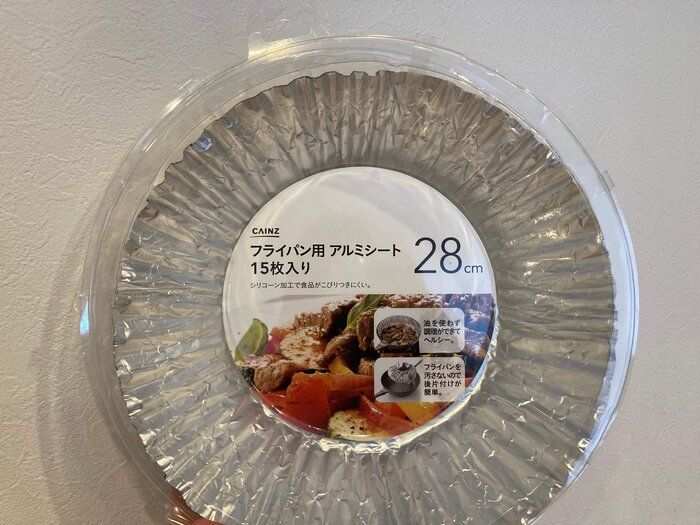 CAINZ
フライパン用 アルミシート
15枚入り
28cm
シリコーン加工で食品がこびりつきにくい。
油を使わず
調理ができて
ヘルシー。
フライパンを
汚さないので
後片付けが
簡単。